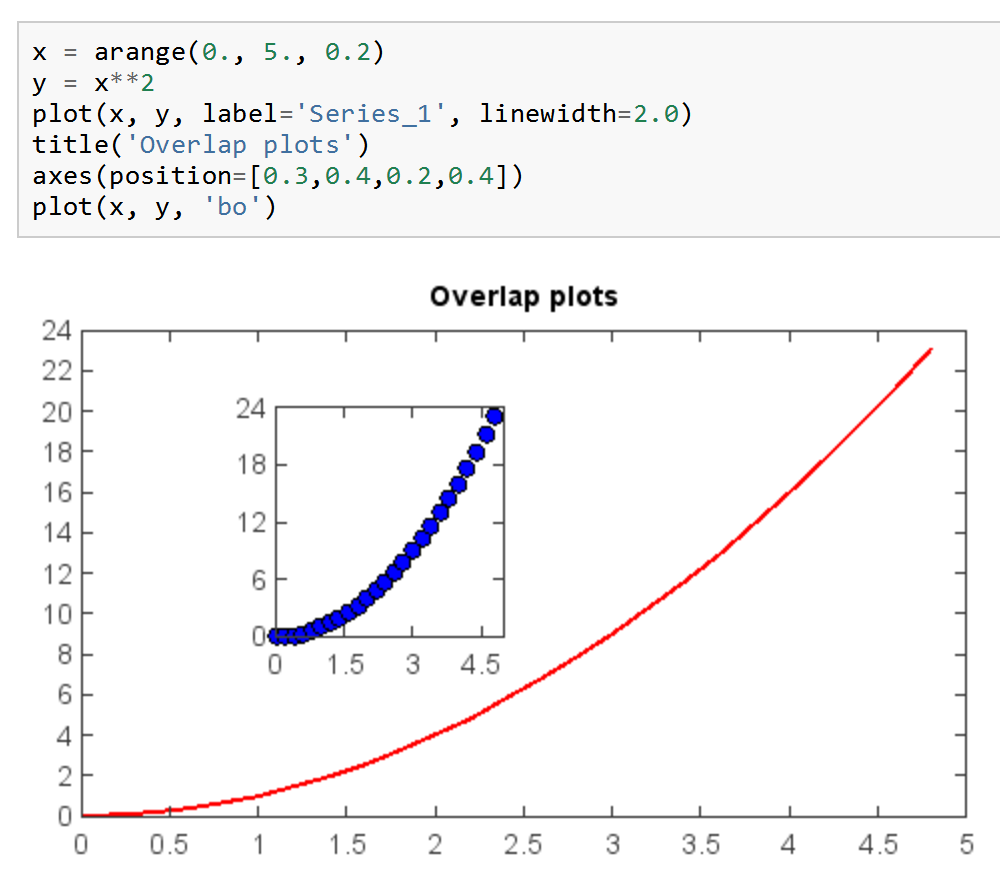 x = arange(0., 5., 0.2)
y = x**2
plot(x, y, label='Series_1', linewidth=2.0)
title('Overlap plots')
axes(position=[0.3,0.4,0.2,0.4])
plot(x, y, 'bo')
Overlap plots
24
22
20
18
16
14
12
10
8
6
4
2
0
24
18
12
6
0
0 1.5 3 4.5
0 0.5 1 1.5 2 2.5 3 3.5 4 4.5 5